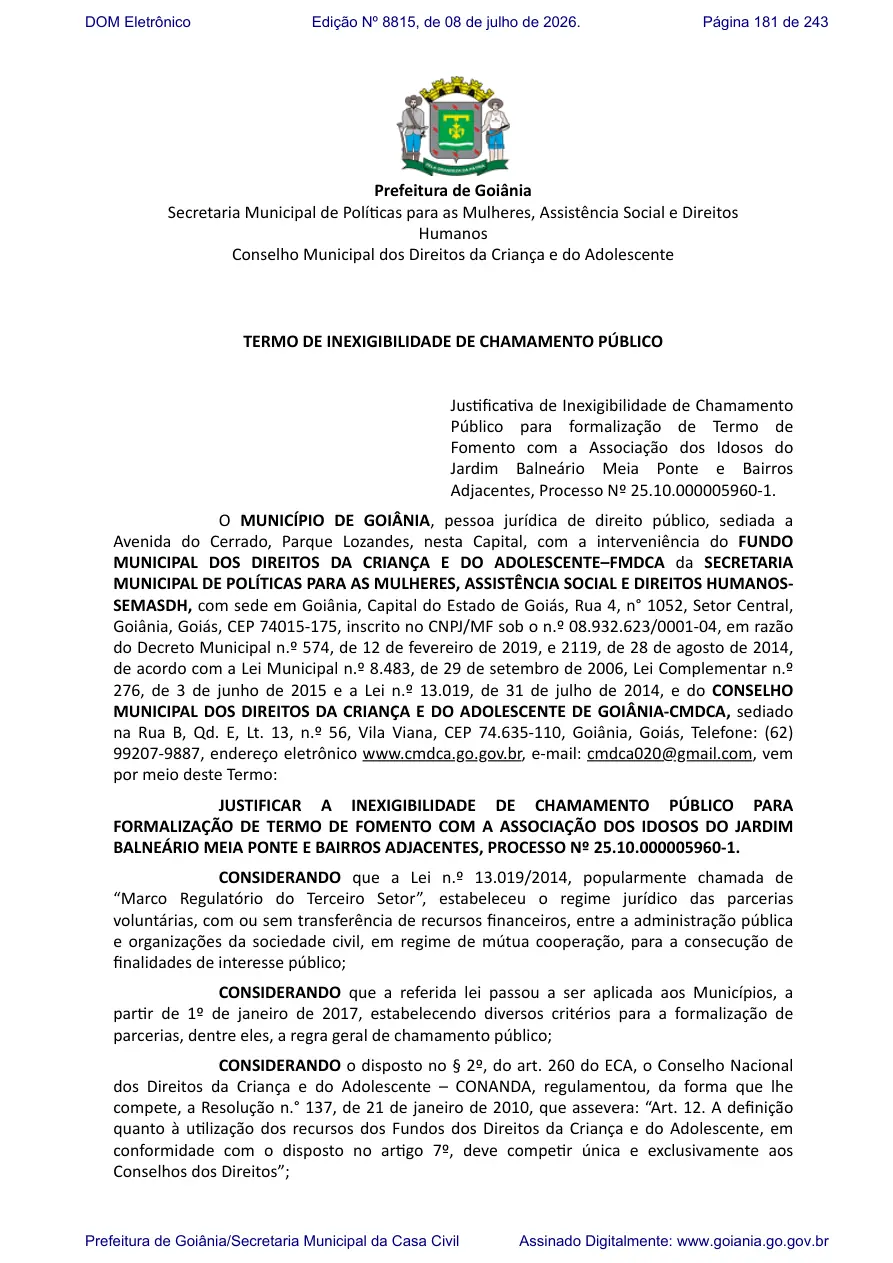 DOM Eletrônico Edição Nº 8815, de 08 de julho de 2026. Página 181 de 243
Prefeitura de Goiânia
Secretaria Municipal de Políticas para as Mulheres, Assistência Social e Direitos
Humanos
Conselho Municipal dos Direitos da Criança e do Adolescente
TERMO DE INEXIGIBILIDADE DE CHAMAMENTO PÚBLICO
Justificativa de Inexigibilidade de Chamamento
Público para formalização de Termo de
Fomento com a Associação dos Idosos do
Jardim Balneário Meia Ponte e Bairros
Adjacentes, Processo Nº 25.10.000005960-1.
O MUNICÍPIO DE GOIÂNIA, pessoa jurídica de direito público, sediada a
Avenida do Cerrado, Parque Lozandes, nesta Capital, com a interveniência do FUNDO
MUNICIPAL DOS DIREITOS DA CRIANÇA E DO ADOLESCENTE–FMDCA da SECRETARIA
MUNICIPAL DE POLÍTICAS PARA AS MULHERES, ASSISTÊNCIA SOCIAL E DIREITOS HUMANOS-
SEMASDH, com sede em Goiânia, Capital do Estado de Goiás, Rua 4, n° 1052, Setor Central,
Goiânia, Goiás, CEP 74015-175, inscrito no CNPJ/MF sob o n.º 08.932.623/0001-04, em razão
do Decreto Municipal n.º 574, de 12 de fevereiro de 2019, e 2119, de 28 de agosto de 2014,
de acordo com a Lei Municipal n.º 8.483, de 29 de setembro de 2006, Lei Complementar n.º
276, de 3 de junho de 2015 e a Lei n.º 13.019, de 31 de julho de 2014, e do CONSELHO
MUNICIPAL DOS DIREITOS DA CRIANÇA E DO ADOLESCENTE DE GOIÂNIA-CMDCA, sediado
na Rua B, Qd. E, Lt. 13, n.º 56, Vila Viana, CEP 74.635-110, Goiânia, Goiás, Telefone: (62)
99207-9887, endereço eletrônico www.cmdca.go.gov.br, e-mail: cmdca020@gmail.com, vem
por meio deste Termo:
JUSTIFICAR A INEXIGIBILIDADE DE CHAMAMENTO PÚBLICO PARA
FORMALIZAÇÃO DE TERMO DE FOMENTO COM A ASSOCIAÇÃO DOS IDOSOS DO JARDIM
BALNEÁRIO MEIA PONTE E BAIRROS ADJACENTES, PROCESSO Nº 25.10.000005960-1.
CONSIDERANDO que a Lei n.º 13.019/2014, popularmente chamada de
“Marco Regulatório do Terceiro Setor”, estabeleceu o regime jurídico das parcerias
voluntárias, com ou sem transferência de recursos financeiros, entre a administração pública
e organizações da sociedade civil, em regime de mútua cooperação, para a consecução de
finalidades de interesse público;
CONSIDERANDO que a referida lei passou a ser aplicada aos Municípios, a
partir de 1º de janeiro de 2017, estabelecendo diversos critérios para a formalização de
parcerias, dentre eles, a regra geral de chamamento público;
CONSIDERANDO o disposto no § 2º, do art. 260 do ECA, o Conselho Nacional
dos Direitos da Criança e do Adolescente – CONANDA, regulamentou, da forma que lhe
compete, a Resolução n.° 137, de 21 de janeiro de 2010, que assevera: “Art. 12. A definição
quanto à utilização dos recursos dos Fundos dos Direitos da Criança e do Adolescente, em
conformidade com o disposto no artigo 7º, deve competir única e exclusivamente aos
Conselhos dos Direitos”;
Prefeitura de Goiânia/Secretaria Municipal da Casa Civil Assinado Digitalmente: www.goiania.go.gov.br